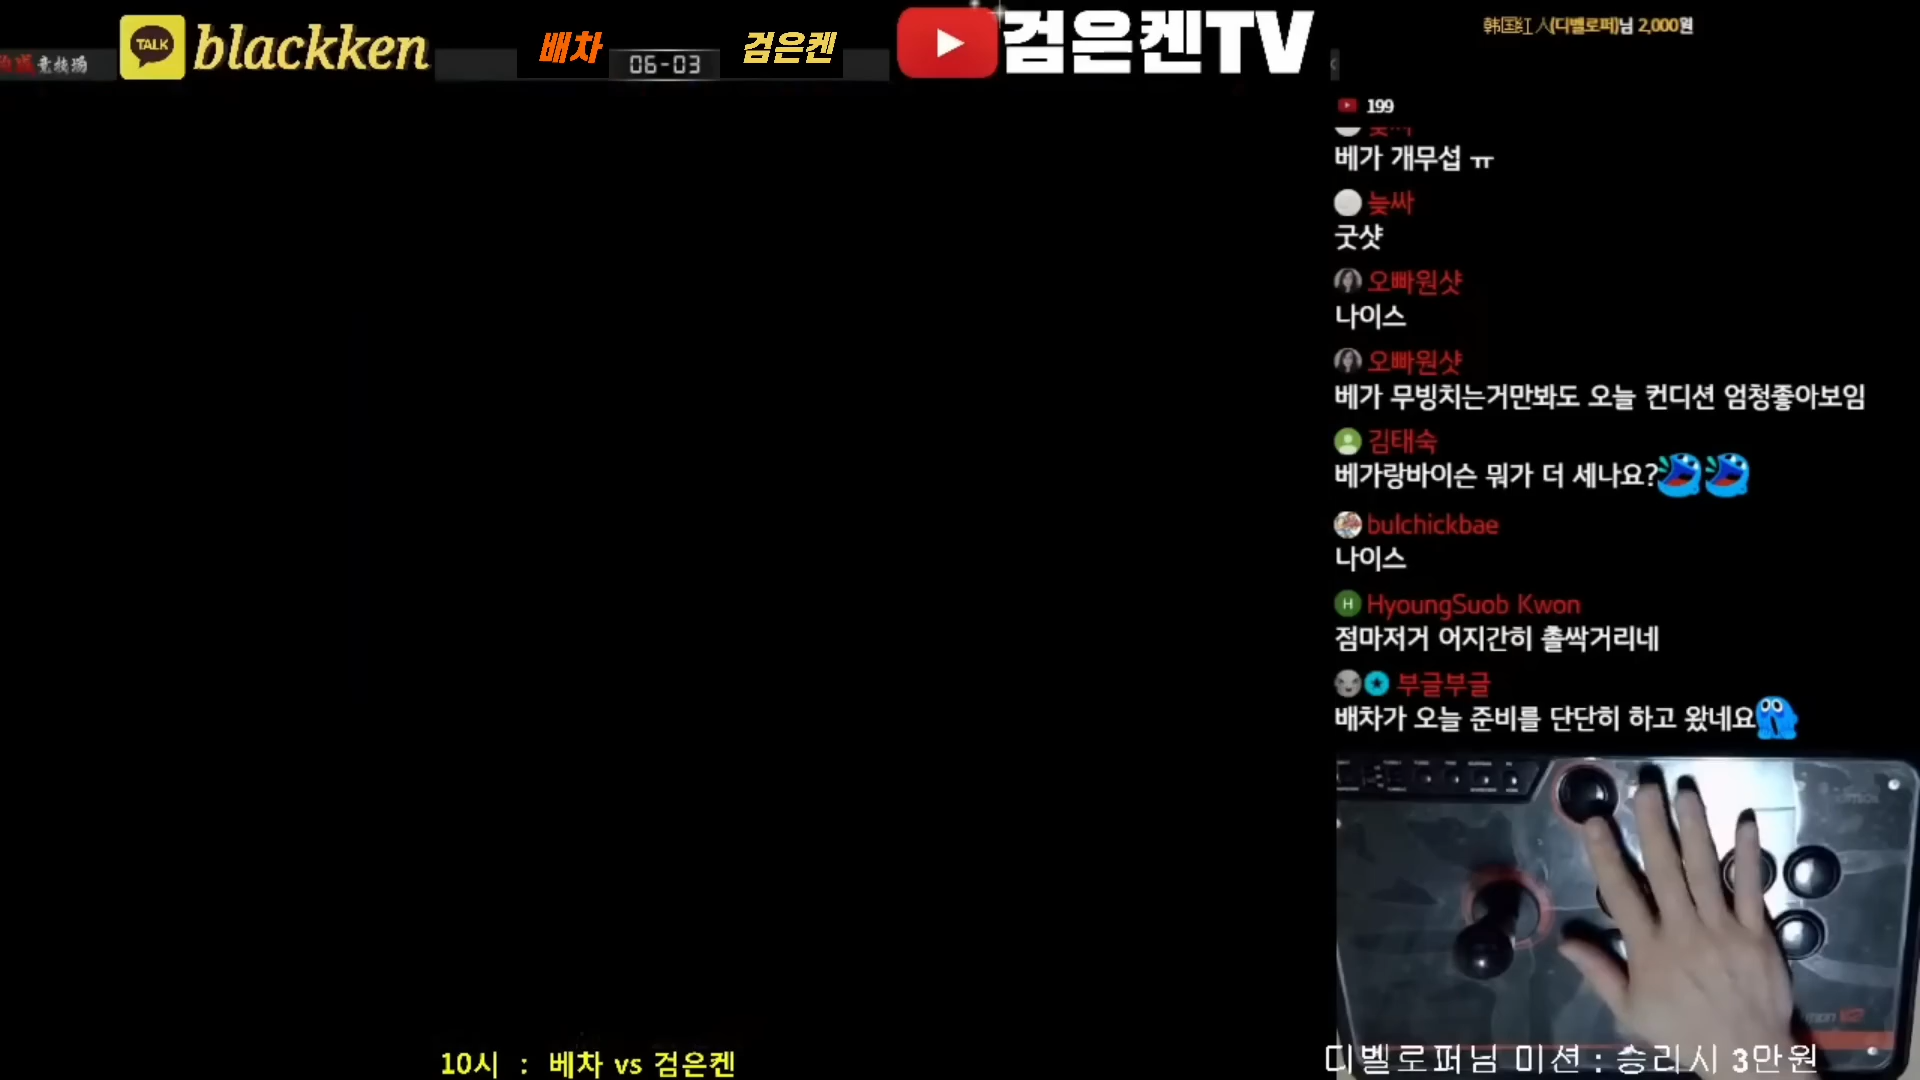 TALK blackken
배차
06-03
검은켄
검은켄TV
韩国红人(디벨로퍼)님 2,000원
竞技场
199
베가 개무섭 ㅠ
늦싸
굿샷
오빠원샷
나이스
오빠원샷
베가 무빙치는거만봐도 오늘 컨디션 엄청좋아보임
김태숙
베가랑바이슨 뭐가 더 세나요?
bulchickbae
나이스
H HyoungSuob Kwon
점마저거 어지간히 촐싹거리네
부글부글
배차가 오늘 준비를 단단히 하고 왔네요
10시 : 베차 vs 검은켄
디벨로퍼님 미션 : 승리시 3만원